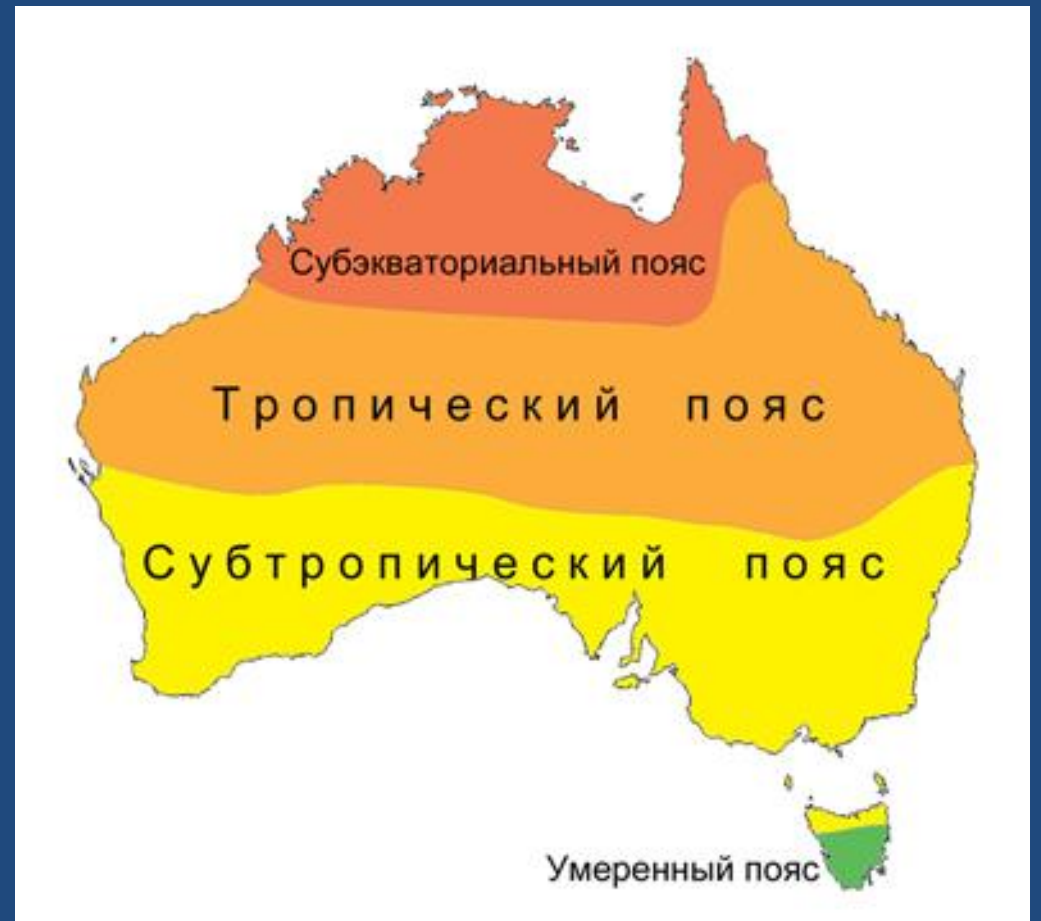 Субэкваториальный пояс
Тропический пояс
Субтропический пояс
Умеренный пояс